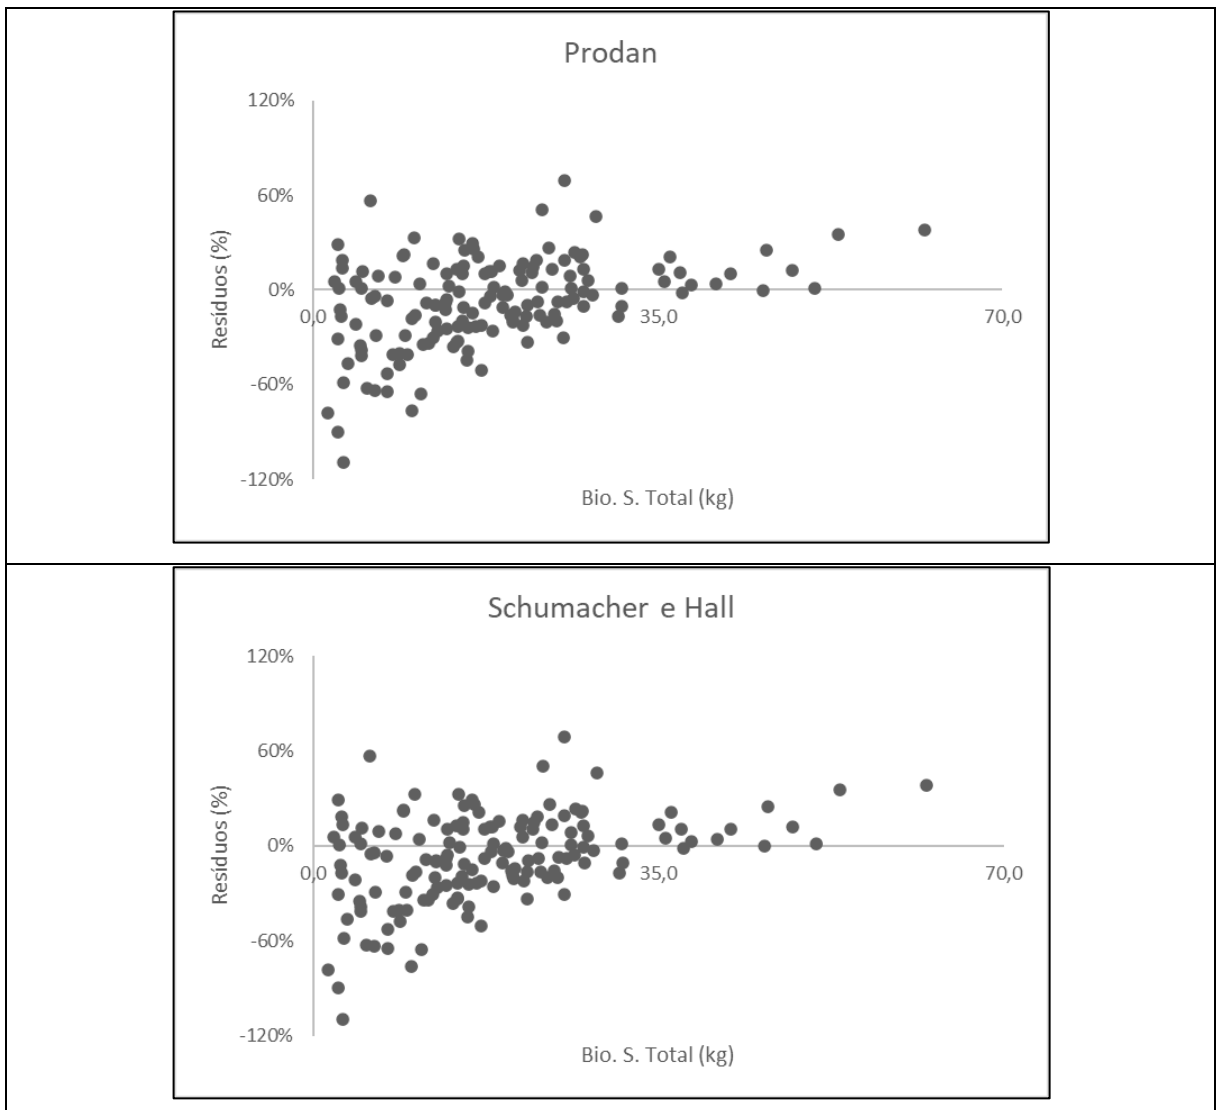 Prodan
120%
60%
0%
0,0
35,0
70,0
-60%
-120%
Resíduos (%)
Bio. S. Total (kg)
Schumacher e Hall
120%
60%
0%
0,0
35,0
70,0
-60%
-120%
Resíduos (%)
Bio. S. Total (kg)